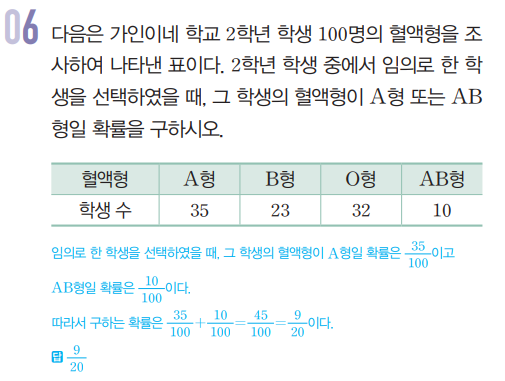 06 다음은 가인이네 학교 2학년 학생 100명의 혈액형을 조
사하여 나타낸 표이다. 2학년 학생 중에서 임의로 한 학
생을 선택하였을 때, 그 학생의 혈액형이 A형 또는 AB
형일 확률을 구하시오.
혈액형 A형 B형 O형 AB형
학생 수 35 23 32 10
임의로 한 학생을 선택하였을 때, 그 학생의 혈액형이 A형일 확률은 35/100이고
AB형일 확률은 10/100이다.
따라서 구하는 확률은 35/100+10/100=45/100=9/20이다.
답 9/20